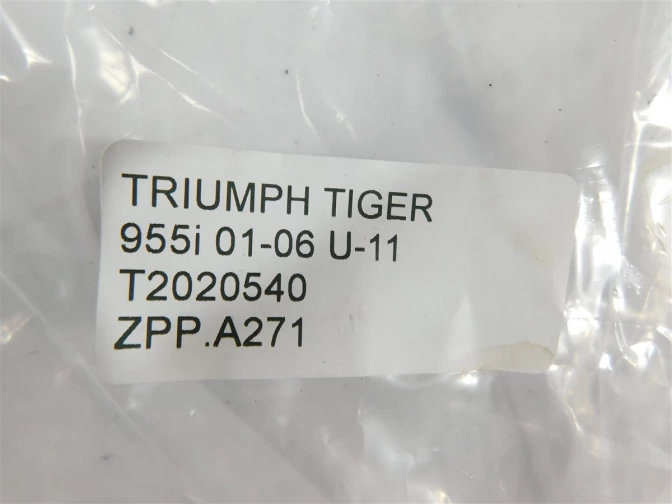 TRIUMPH TIGER
955i 01-06 U-11
T2020540
ZPP.A271